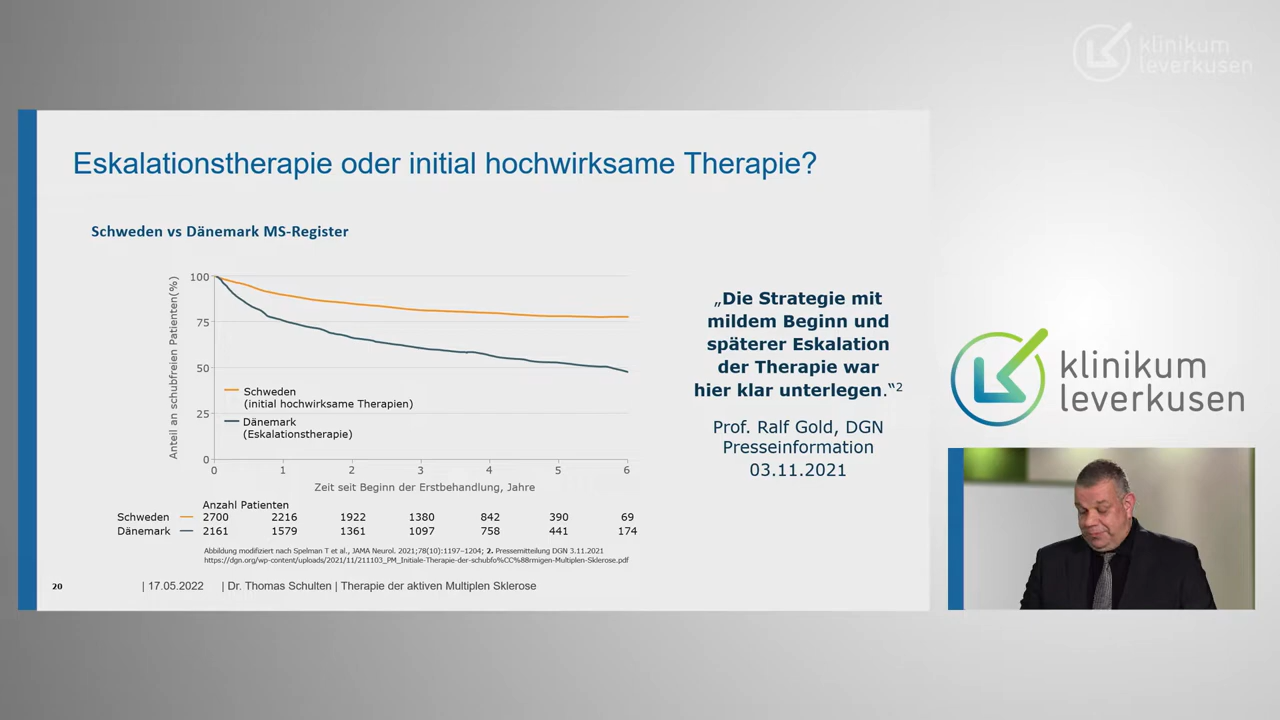 klinikum
leverkusen
Eskalationstherapie oder initial hochwirksame Therapie?
Schweden vs Dänemark MS-Register
Anteil an schubfreien Patienten(%)
100
75
50
25
0
Schweden
(initial hochwirksame Therapien)
Dänemark
(Eskalationstherapie)
0 1 2 3 4 5 6
Zeit seit Beginn der Erstbehandlung, Jahre
Anzahl Patienten
Schweden 2700 2216 1922 1380 842 390 69
Dänemark 2161 1579 1361 1097 758 441 174
Abbildung modifiziert nach Spelman T et al., JAMA Neurol. 2021;78(10):1197–1204; 2. Pressemitteilung DGN 3.11.2021
https://dgn.org/wp-content/uploads/2021/11/211103_PM_Initiale-Therapie-der-schubfo%CC%88rmigen-Multiplen-Sklerose.pdf
„Die Strategie mit
mildem Beginn und
späterer Eskalation
der Therapie war
hier klar unterlegen.“2
Prof. Ralf Gold, DGN
Presseinformation
03.11.2021
20 | 17.05.2022 | Dr. Thomas Schulten | Therapie der aktiven Multiplen Sklerose
klinikum
leverkusen